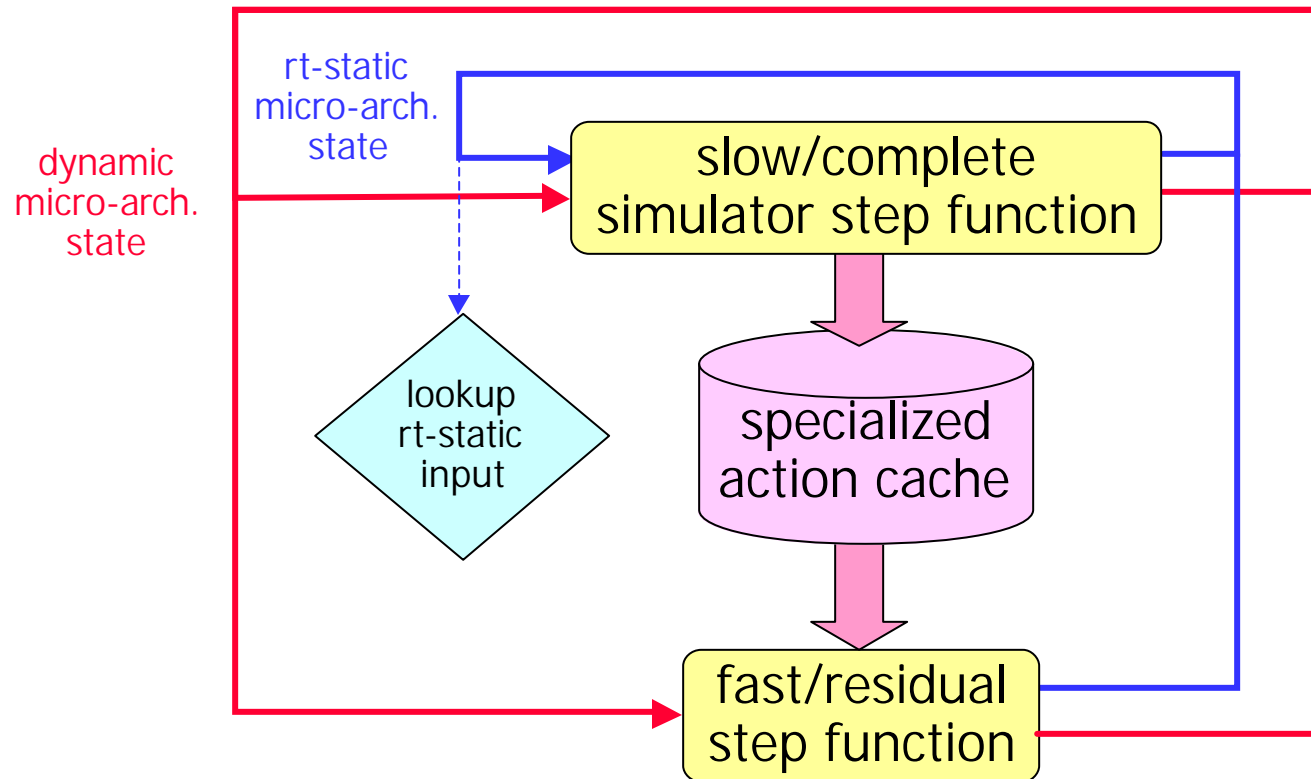 rt-static
micro-arch.
state
dynamic
micro-arch.
state
slow/complete
simulator step function
lookup
rt-static
input
specialized
action cache
fast/residual
step function